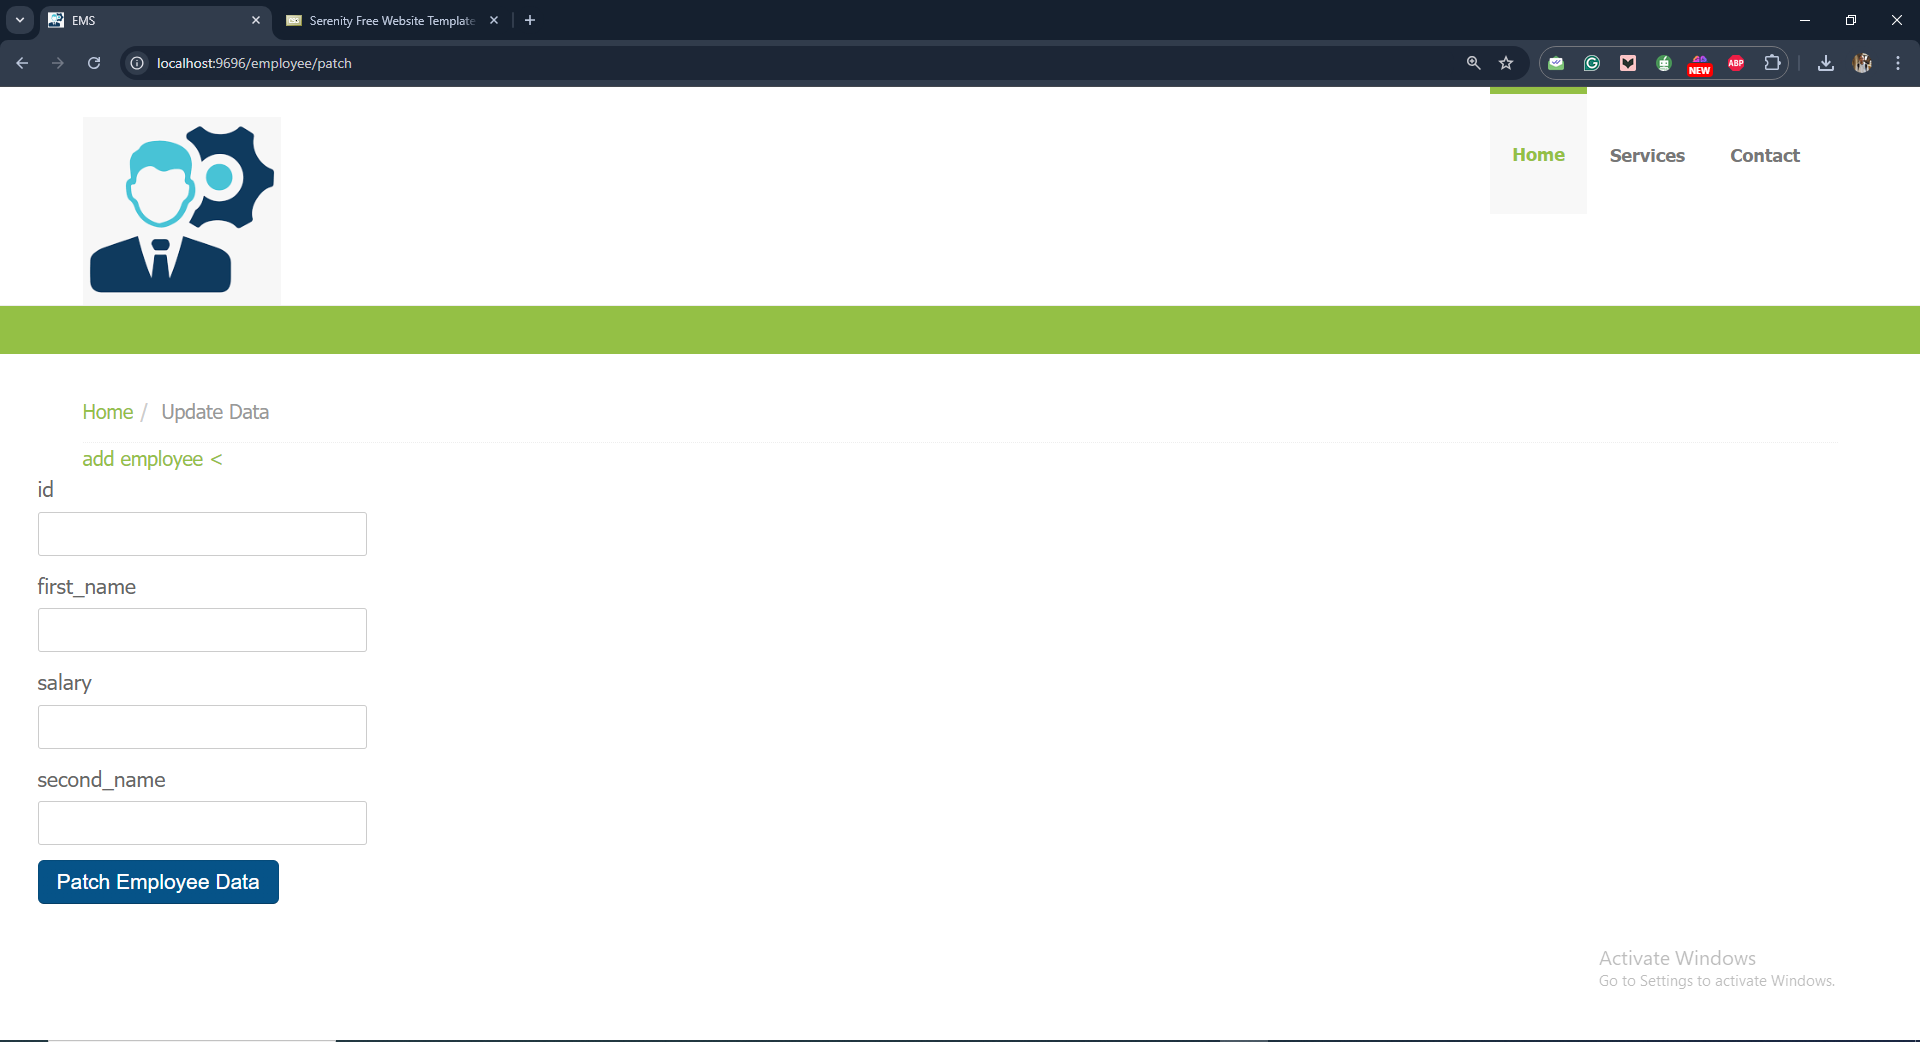 EMS
Serenity Free Website Template
localhost:9696/employee/patch
NEW
ABP
Home
Services
Contact
Home / Update Data
add employee <
id
first_name
salary
second_name
Patch Employee Data
Activate Windows
Go to Settings to activate Windows.